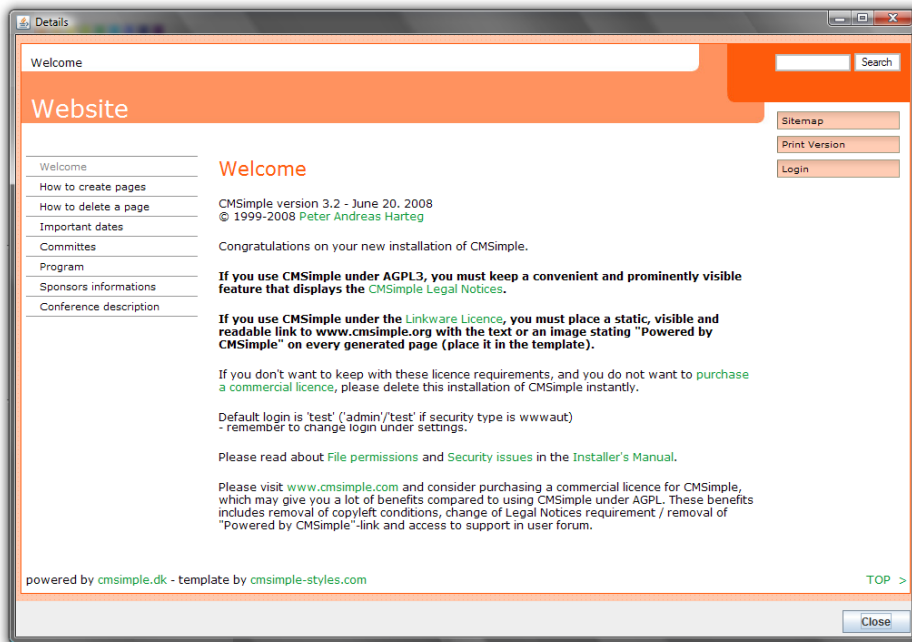 Details
Welcome
Search
Website
Sitemap
Print Version
Login
Welcome
How to create pages
How to delete a page
Important dates
Committes
Program
Sponsors informations
Conference description
Welcome
CMSimple version 3.2 - June 20. 2008
© 1999-2008 Peter Andreas Harteg
Congratulations on your new installation of CMSimple.
If you use CMSimple under AGPL3, you must keep a convenient and prominently visible
feature that displays the CMSimple Legal Notices.
If you use CMSimple under the Linkware Licence, you must place a static, visible and
readable link to www.cmsimple.org with the text or an image stating "Powered by
CMSimple" on every generated page (place it in the template).
If you don't want to keep with these licence requirements, and you do not want to purchase
a commercial licence, please delete this installation of CMSimple instantly.
Default login is 'test' ('admin'/'test' if security type is wwwaut)
- remember to change login under settings.
Please read about File permissions and Security issues in the Installer's Manual.
Please visit www.cmsimple.com and consider purchasing a commercial licence for CMSimple,
which may give you a lot of benefits compared to using CMSimple under AGPL. These benefits
includes removal of copyleft conditions, change of Legal Notices requirement / removal of
"Powered by CMSimple"-link and access to support in user forum.
powered by cmsimple.dk - template by cmsimple-styles.com
TOP >
Close